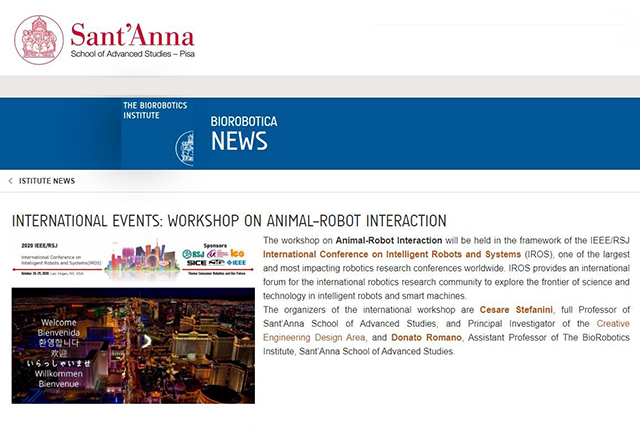 Sant'Anna
School of Advanced Studies – Pisa
THE BIOROBOTICS
INSTITUTE
BIOROBOTICA
NEWS
ISTITUTE NEWS
INTERNATIONAL EVENTS: WORKSHOP ON ANIMAL-ROBOT INTERACTION
2020 IEEE/RSJ
International Conference on
Intelligent Robots and Systems(IROS)
October 25-29, 2020 Las Vegas, NV, USA
Sponsors
RSJ
ICO
SICE
IEEE
Theme: Consumer Robotics and Our Future
Welcome
Bienvenida
환영합니다
欢迎
いらっしゃいませ
Willkommen
Bienvenue
The workshop on Animal-Robot Interaction will be held in the framework of the IEEE/RSJ
International Conference on Intelligent Robots and Systems (IROS), one of the largest
and most impacting robotics research conferences worldwide. IROS provides an international
forum for the international robotics research community to explore the frontier of science and
technology in intelligent robots and smart machines.
The organizers of the international workshop are Cesare Stefanini, full Professor of
Sant'Anna School of Advanced Studies, and Principal Investigator of the Creative
Engineering Design Area, and Donato Romano, Assistant Professor of The BioRobotics
Institute, Sant'Anna School of Advanced Studies.